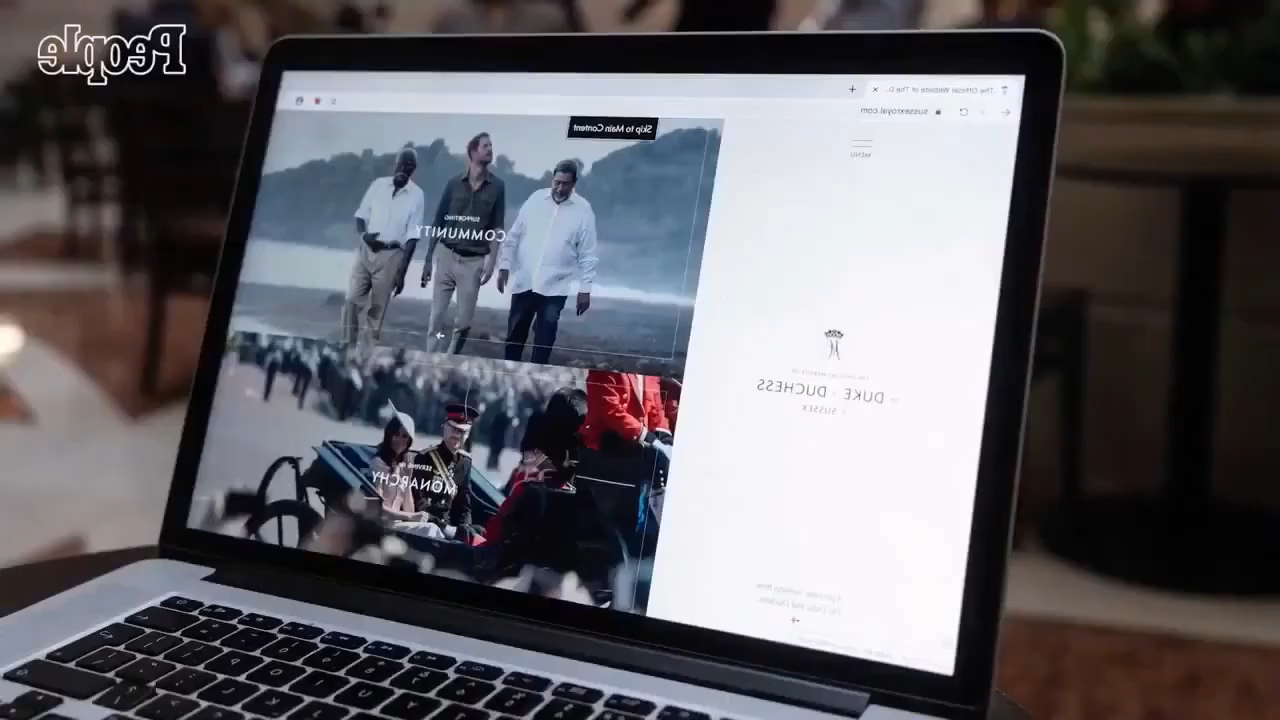 People
The Official Website of The D...
sussexroyal.com
Skip to Main Content
MENU
SUPPORTING
COMMUNITY
DUKE · DUCHESS
SUSSEX
SERVING
MONARCHY